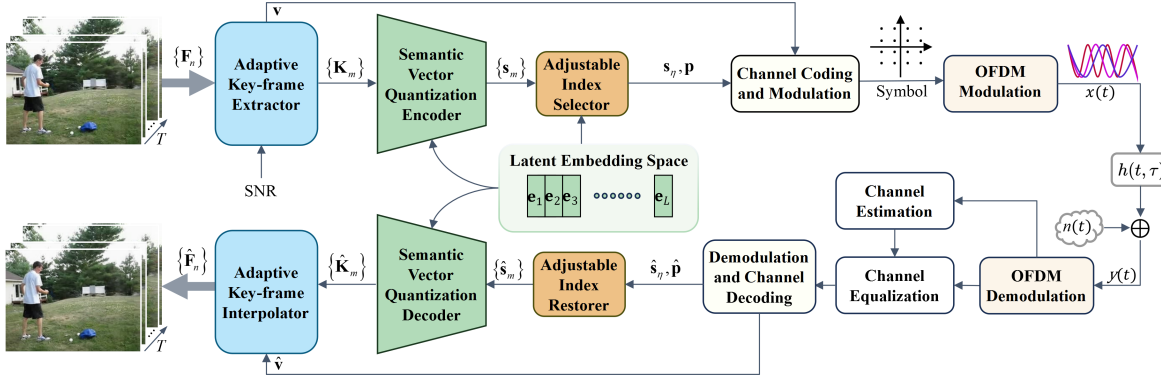 v
{F_n}
T
Adaptive
Key-frame
Extractor
SNR
{K_m}
Semantic
Vector
Quantization
Encoder
{s_m}
Adjustable
Index
Selector
s_η, p
Channel Coding
and Modulation
Symbol
OFDM
Modulation
x(t)
h(t, τ)
Latent Embedding Space
e_1 e_2 e_3 e_L
n(t)
y(t)
OFDM
Demodulation
Channel
Estimation
Channel
Equalization
Demodulation
and Channel
Decoding
ŝ_η, p̂
Adjustable
Index
Restorer
{ŝ_m}
Semantic
Vector
Quantization
Decoder
{K̂_m}
Adaptive
Key-frame
Interpolator
{F̂_n}
T
v̂